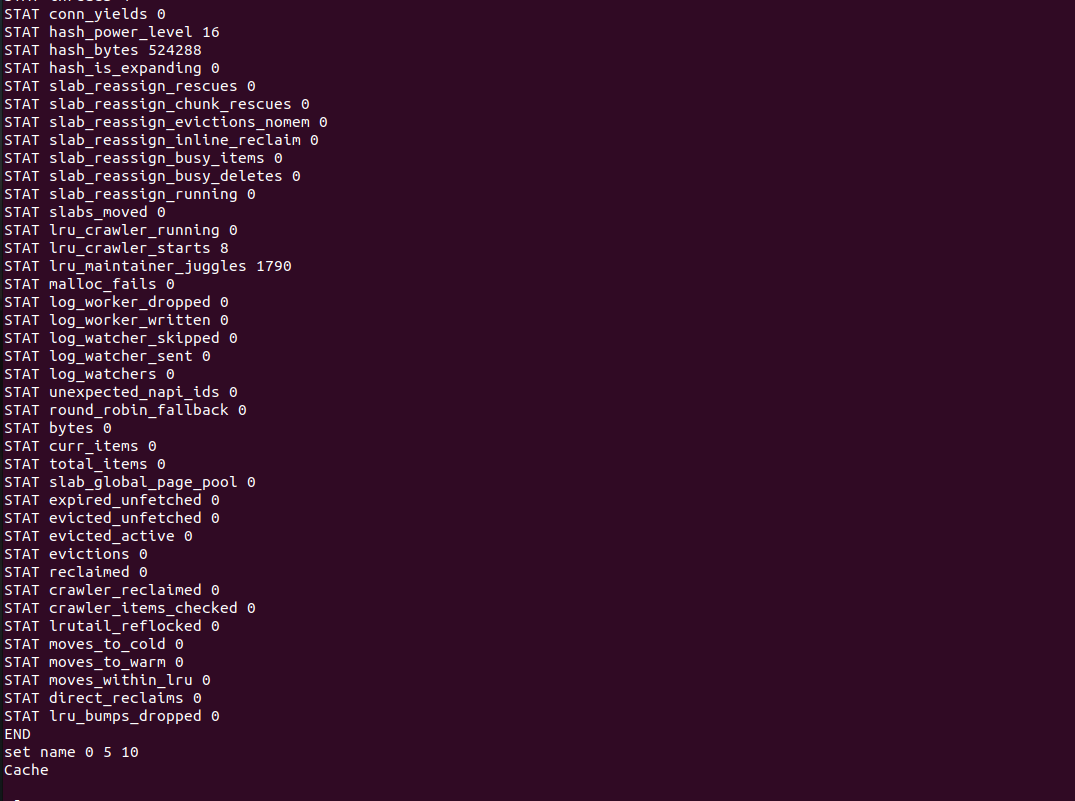 STAT conn_yields 0
STAT hash_power_level 16
STAT hash_bytes 524288
STAT hash_is_expanding 0
STAT slab_reassign_rescues 0
STAT slab_reassign_chunk_rescues 0
STAT slab_reassign_evictions_nomem 0
STAT slab_reassign_inline_reclaim 0
STAT slab_reassign_busy_items 0
STAT slab_reassign_busy_deletes 0
STAT slab_reassign_running 0
STAT slabs_moved 0
STAT lru_crawler_running 0
STAT lru_crawler_starts 8
STAT lru_maintainer_juggles 1790
STAT malloc_fails 0
STAT log_worker_dropped 0
STAT log_worker_written 0
STAT log_watcher_skipped 0
STAT log_watcher_sent 0
STAT log_watchers 0
STAT unexpected_napi_ids 0
STAT round_robin_fallback 0
STAT bytes 0
STAT curr_items 0
STAT total_items 0
STAT slab_global_page_pool 0
STAT expired_unfetched 0
STAT evicted_unfetched 0
STAT evicted_active 0
STAT evictions 0
STAT reclaimed 0
STAT crawler_reclaimed 0
STAT crawler_items_checked 0
STAT lrutail_reflocked 0
STAT moves_to_cold 0
STAT moves_to_warm 0
STAT moves_within_lru 0
STAT direct_reclaims 0
STAT lru_bumps_dropped 0
END
set name 0 5 10
Cache